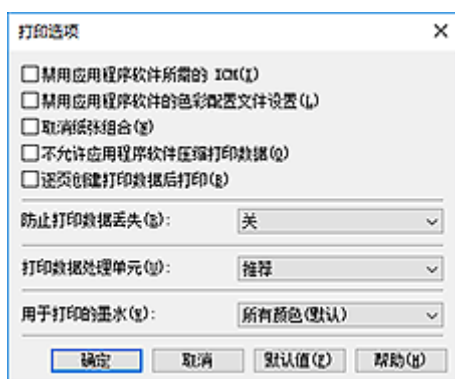 打印选项
禁用应用程序软件所需的 ICM(I)
禁用应用程序软件的色彩配置文件设置(L)
取消纸张组合(N)
不允许应用程序软件压缩打印数据(O)
逐页创建打印数据后打印(R)
防止打印数据丢失(S): 关
打印数据处理单元(U): 推荐
用于打印的墨水(K): 所有颜色(默认)
确定 取消 默认值(Z) 帮助(H)